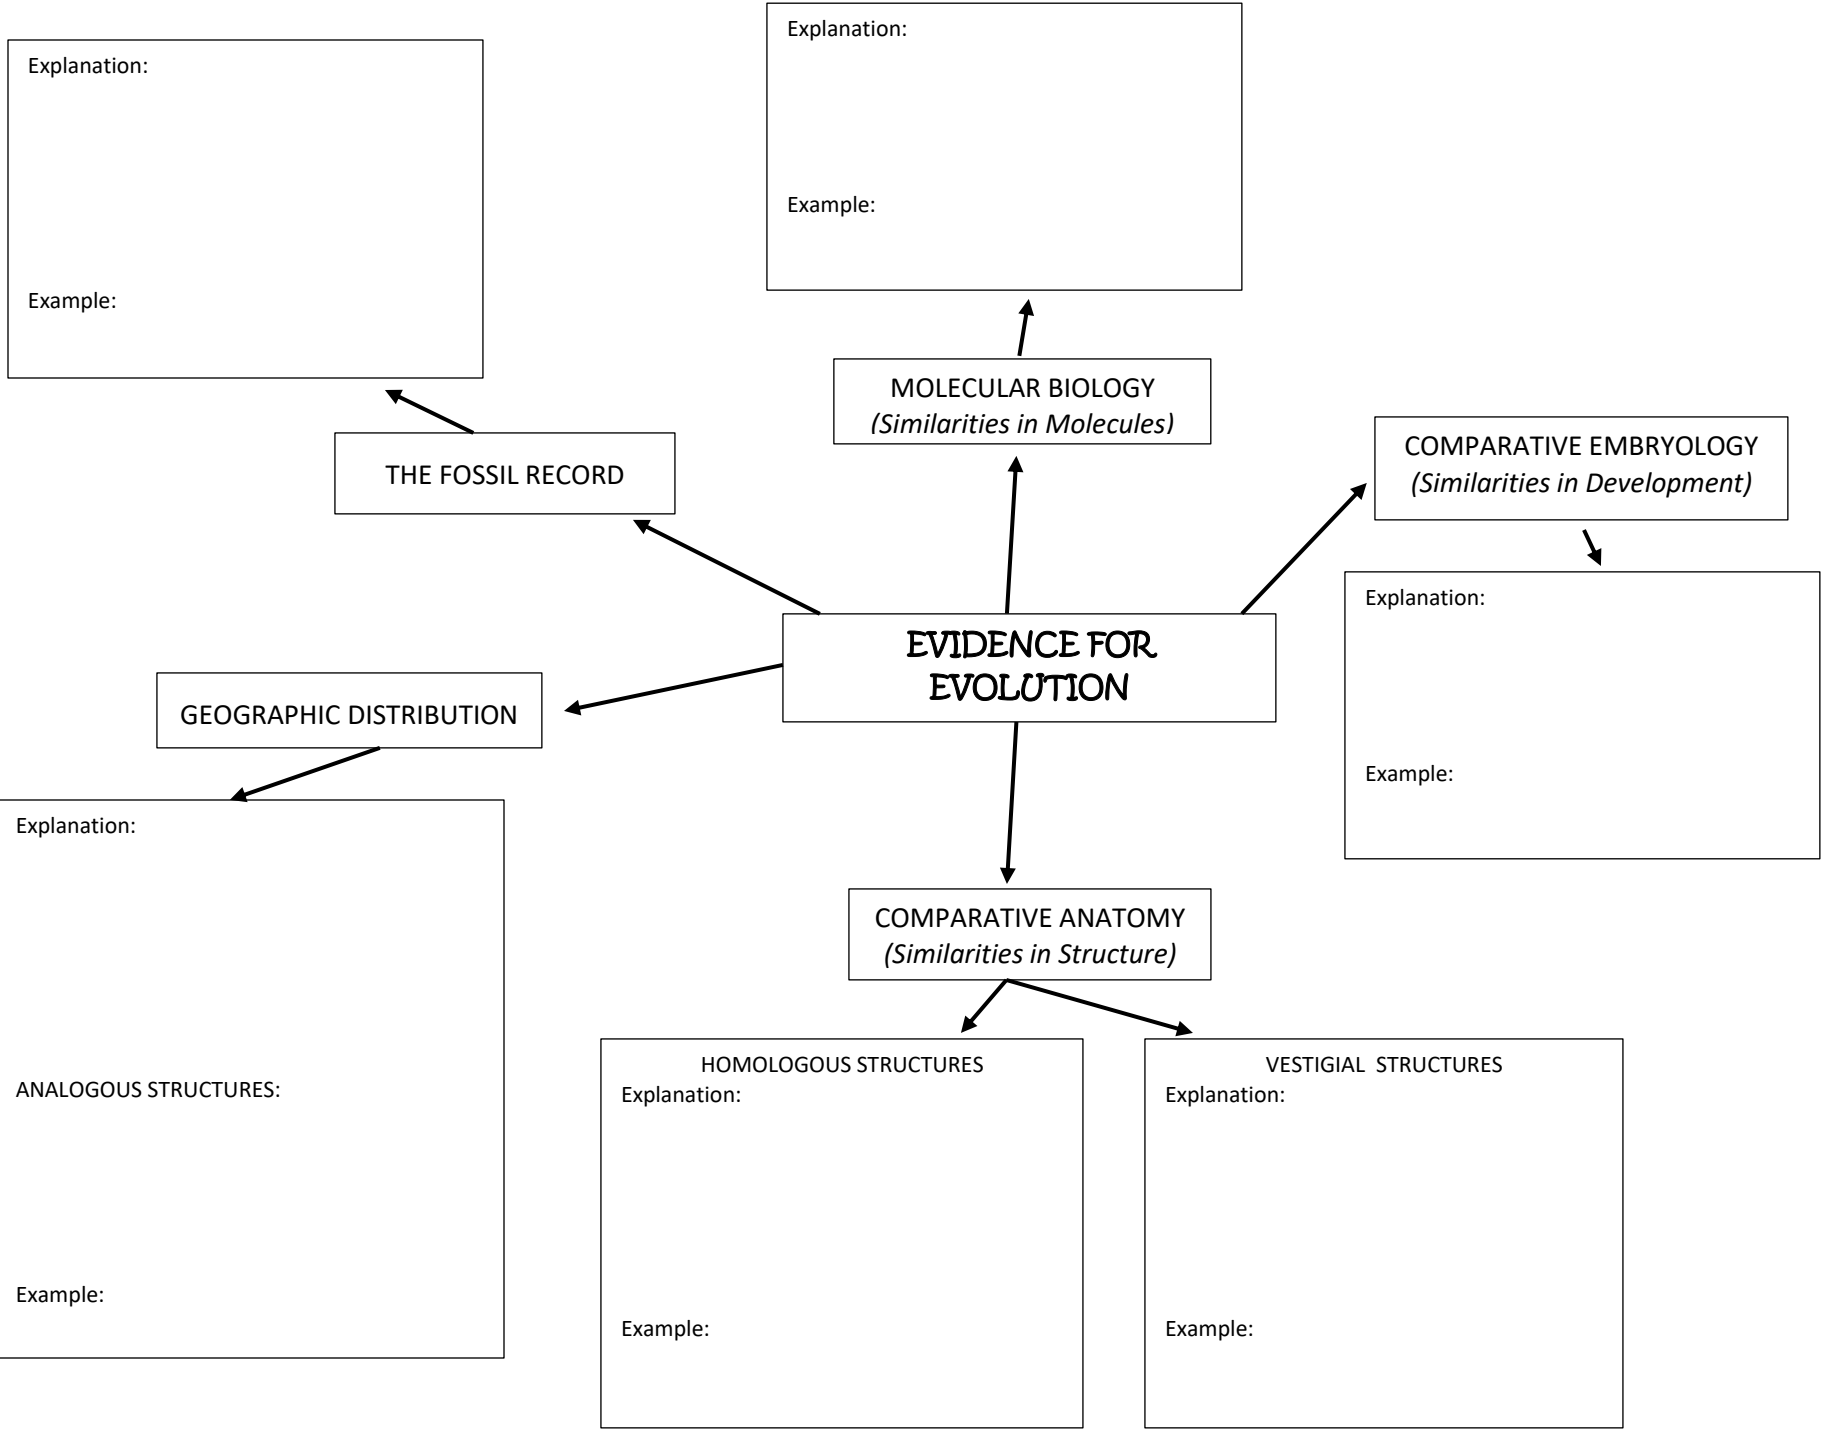 Explanation:
Example:
Explanation:
Example:
MOLECULAR BIOLOGY
(Similarities in Molecules)
THE FOSSIL RECORD
COMPARATIVE EMBRYOLOGY
(Similarities in Development)
Explanation:
Example:
EVIDENCE FOR
EVOLUTION
GEOGRAPHIC DISTRIBUTION
Explanation:
ANALOGOUS STRUCTURES:
Example:
COMPARATIVE ANATOMY
(Similarities in Structure)
HOMOLOGOUS STRUCTURES
Explanation:
Example:
VESTIGIAL  STRUCTURES
Explanation:
Example: